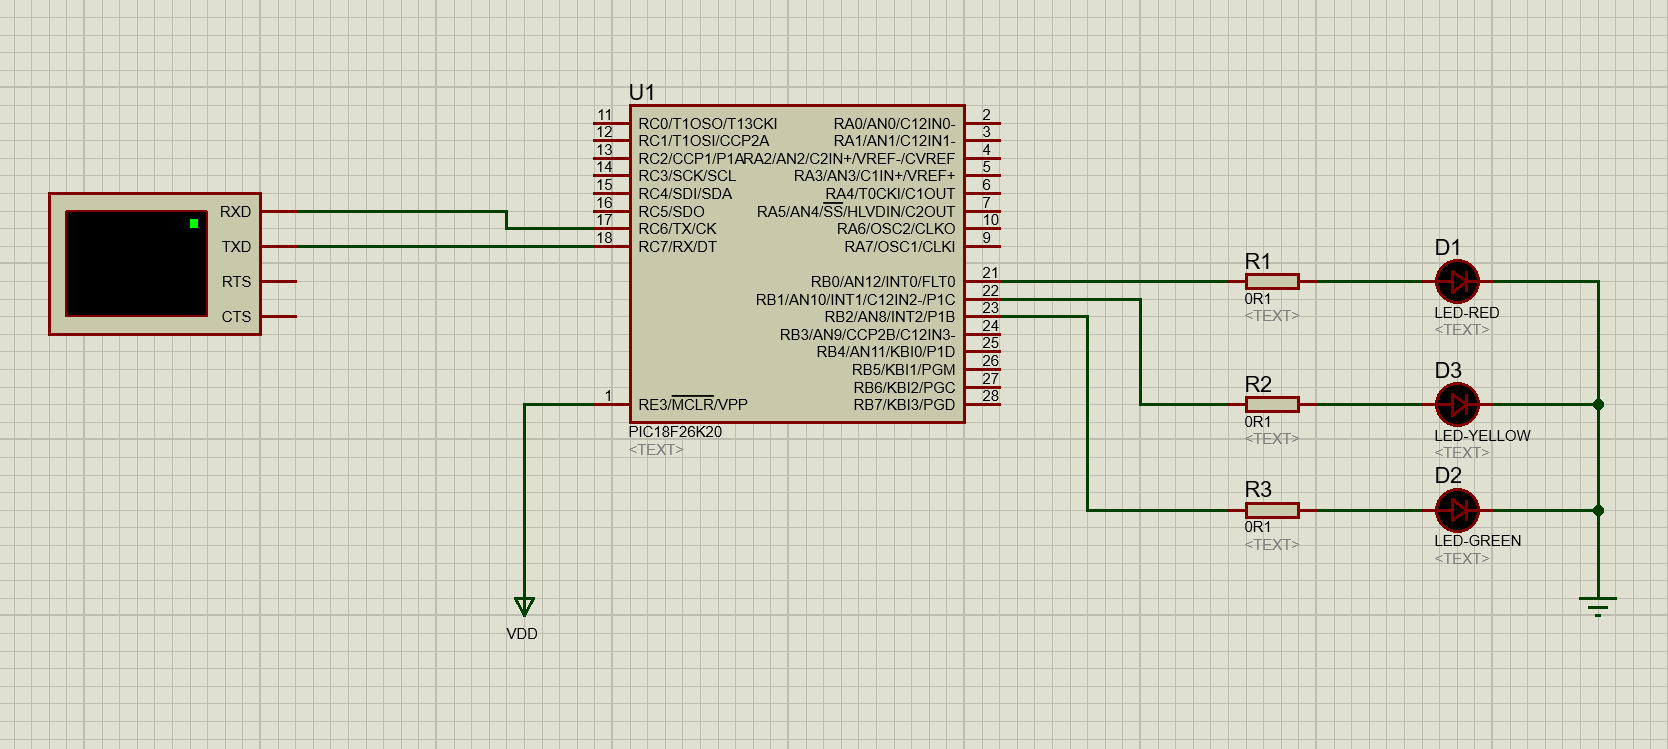 U1
11
RC0/T1OSO/T13CKI
12
RC1/T1OSI/CCP2A
13
RC2/CCP1/P1A
14
RC3/SCK/SCL
15
RC4/SDI/SDA
16
RC5/SDO
17
RC6/TX/CK
18
RC7/RX/DT
1
RE3/MCLR/VPP
RA0/AN0/C12IN0-
2
RA1/AN1/C12IN1-
3
RA2/AN2/C2IN+/VREF-/CVREF
4
RA3/AN3/C1IN+/VREF+
5
RA4/T0CKI/C1OUT
6
RA5/AN4/SS/HLVDIN/C2OUT
7
RA6/OSC2/CLKO
10
RA7/OSC1/CLKI
9
RB0/AN12/INT0/FLT0
21
RB1/AN10/INT1/C12IN2-/P1C
22
RB2/AN8/INT2/P1B
23
RB3/AN9/CCP2B/C12IN3-
24
RB4/AN11/KBI0/P1D
25
RB5/KBI1/PGM
26
RB6/KBI2/PGC
27
RB7/KBI3/PGD
28
PIC18F26K20
<TEXT>
RXD
TXD
RTS
CTS
VDD
R1
0R1
<TEXT>
D1
LED-RED
<TEXT>
R2
0R1
<TEXT>
D3
LED-YELLOW
<TEXT>
R3
0R1
<TEXT>
D2
LED-GREEN
<TEXT>